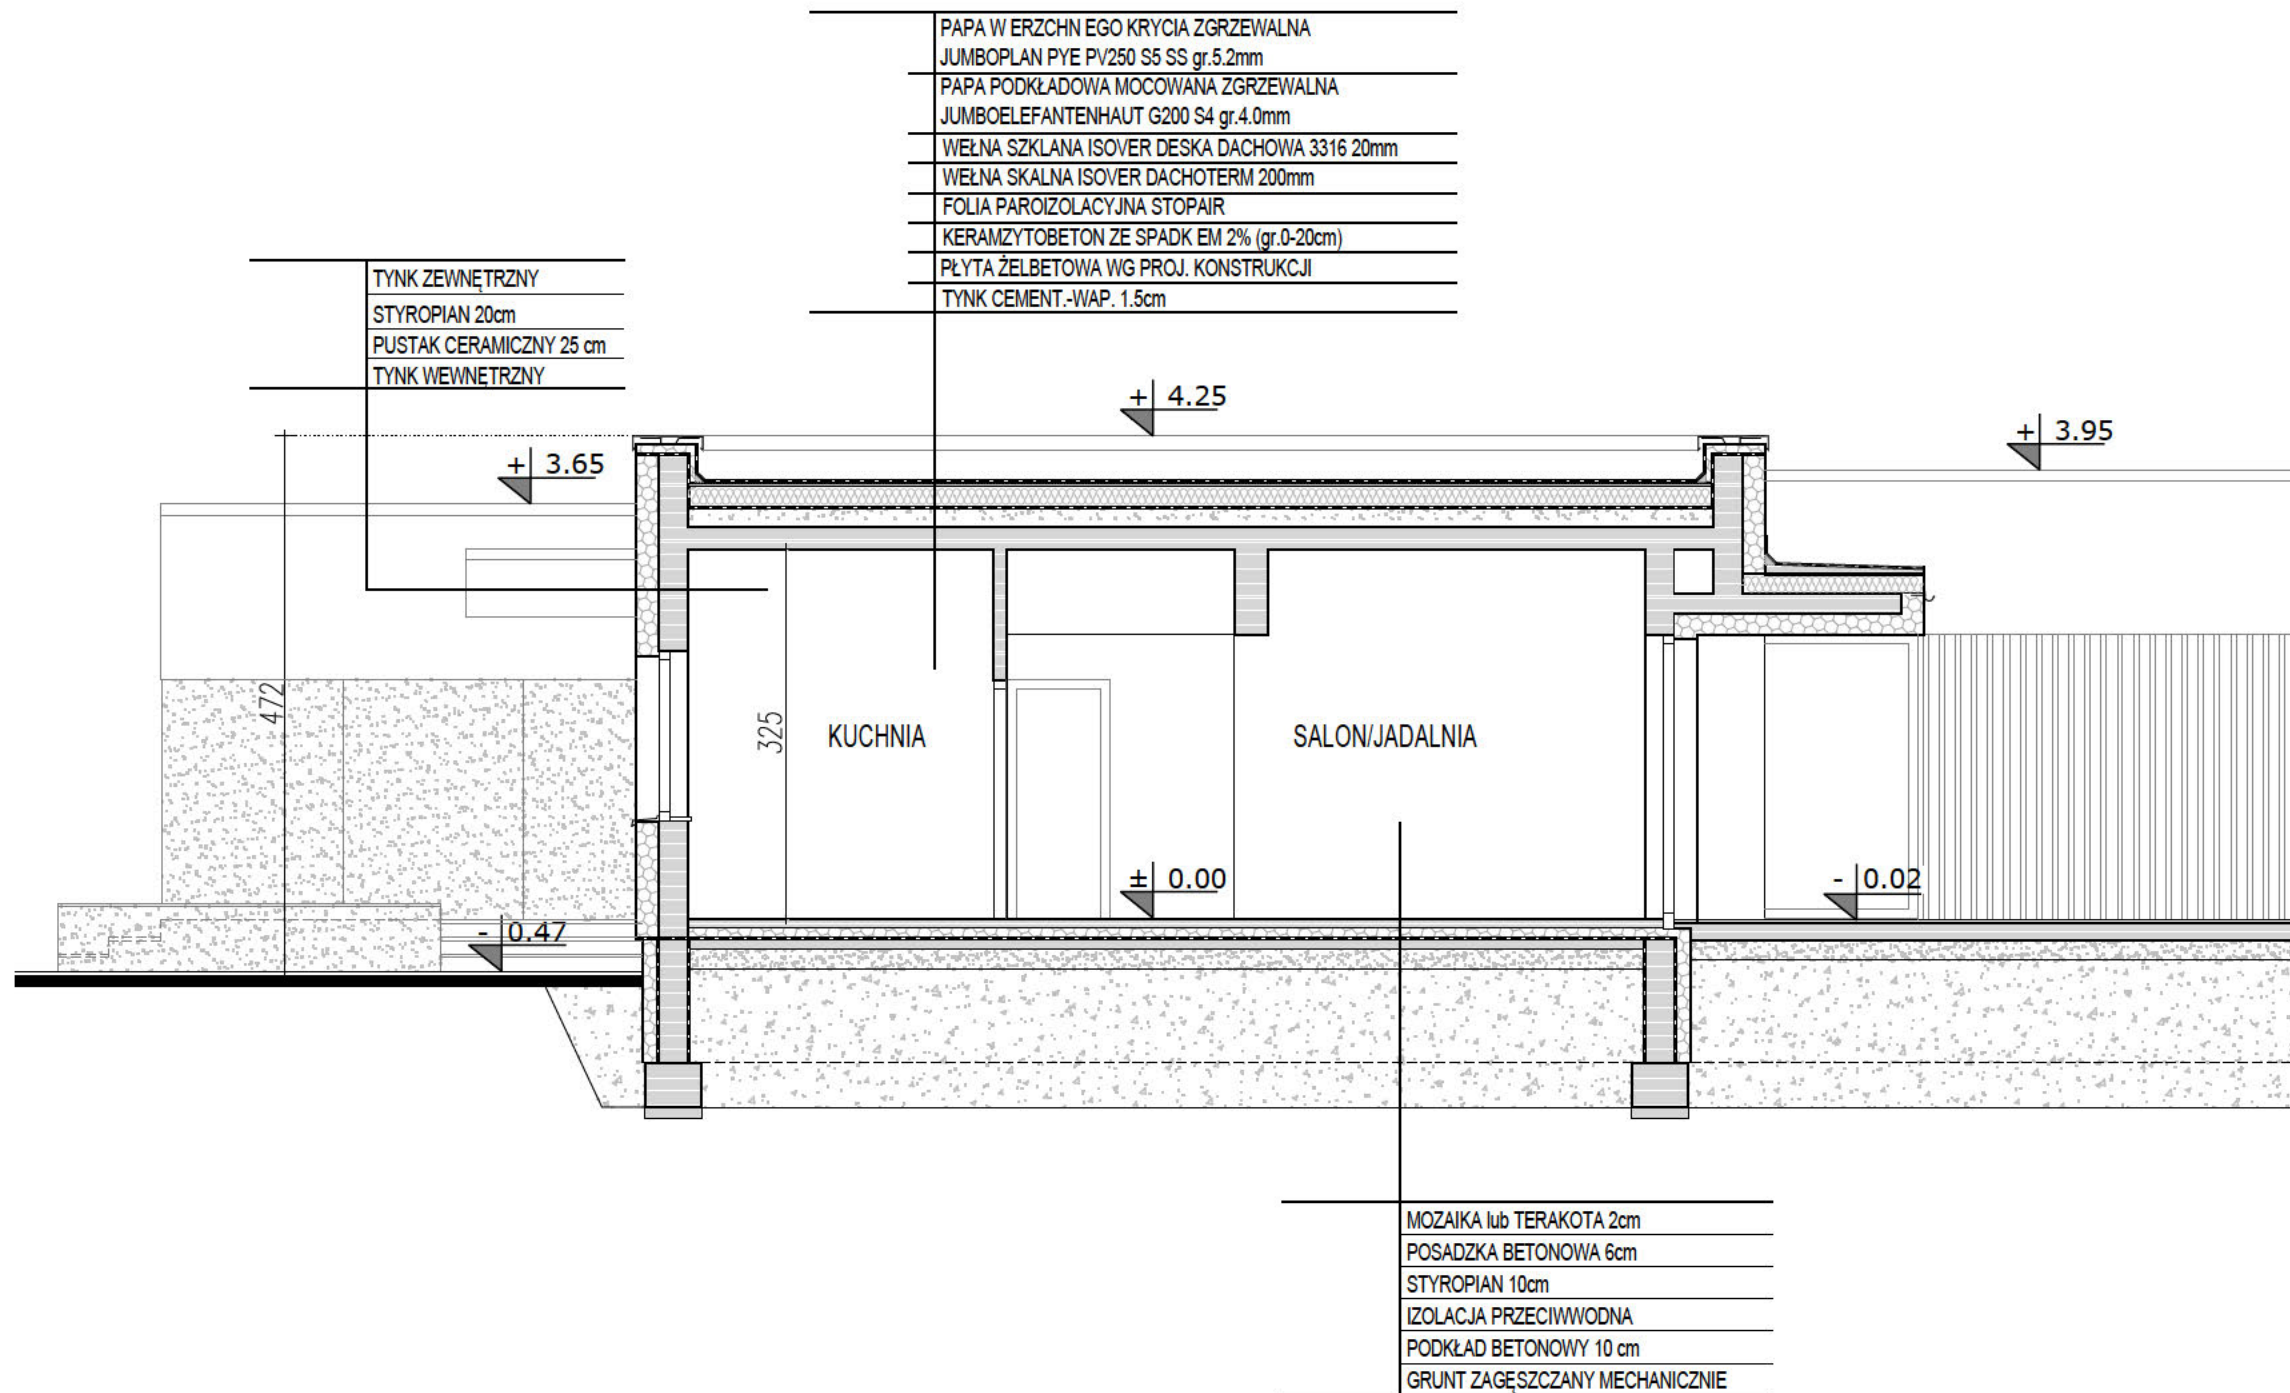 PAPA W ERZCHN EGO KRYCIA ZGRZEWALNA
JUMBOPLAN PYE PV250 S5 SS gr.5.2mm
PAPA PODKŁADOWA MOCOWANA ZGRZEWALNA
JUMBOELEFANTENHAUT G200 S4 gr.4.0mm
WEŁNA SZKLANA ISOVER DESKA DACHOWA 3316 20mm
WEŁNA SKALNA ISOVER DACHOTERM 200mm
FOLIA PAROIZOLACYJNA STOPAIR
KERAMZYTOBETON ZE SPADK EM 2% (gr.0-20cm)
PŁYTA ŻELBETOWA WG PROJ. KONSTRUKCJI
TYNK CEMENT.-WAP. 1.5cm
TYNK ZEWNĘTRZNY
STYROPIAN 20cm
PUSTAK CERAMICZNY 25 cm
TYNK WEWNĘTRZNY
+ 4.25
+ 3.95
+ 3.65
472
325
KUCHNIA
SALON/JADALNIA
± 0.00
- 0.02
- 0.47
MOZAIKA lub TERAKOTA 2cm
POSADZKA BETONOWA 6cm
STYROPIAN 10cm
IZOLACJA PRZECIWWODNA
PODKŁAD BETONOWY 10 cm
GRUNT ZAGĘSZCZANY MECHANICZNIE